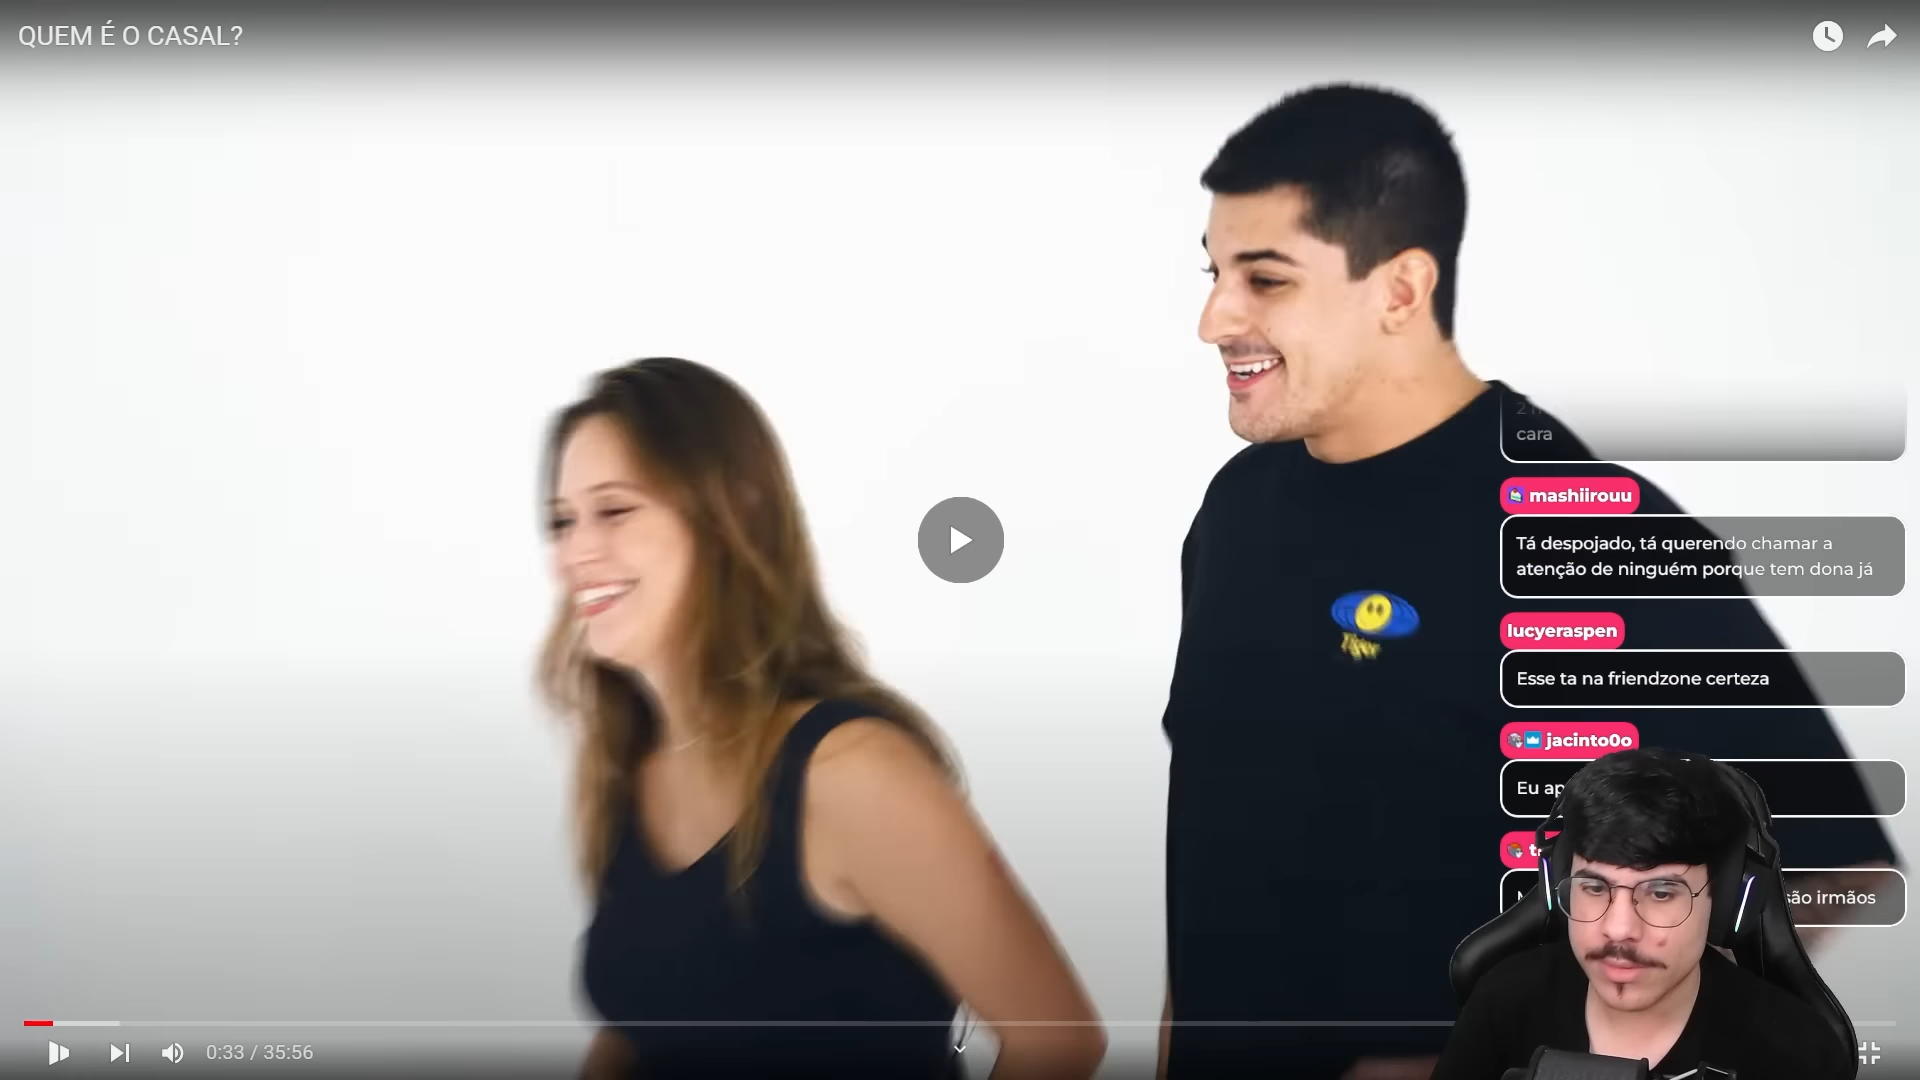 QUEM É O CASAL?
cara
mashiirouu
Tá despojado, tá querendo chamar a
atenção de ninguém porque tem dona já
lucyeraspen
Esse ta na friendzone certeza
jacinto0o
Eu
são irmãos
Tiger
0:33 / 35:56